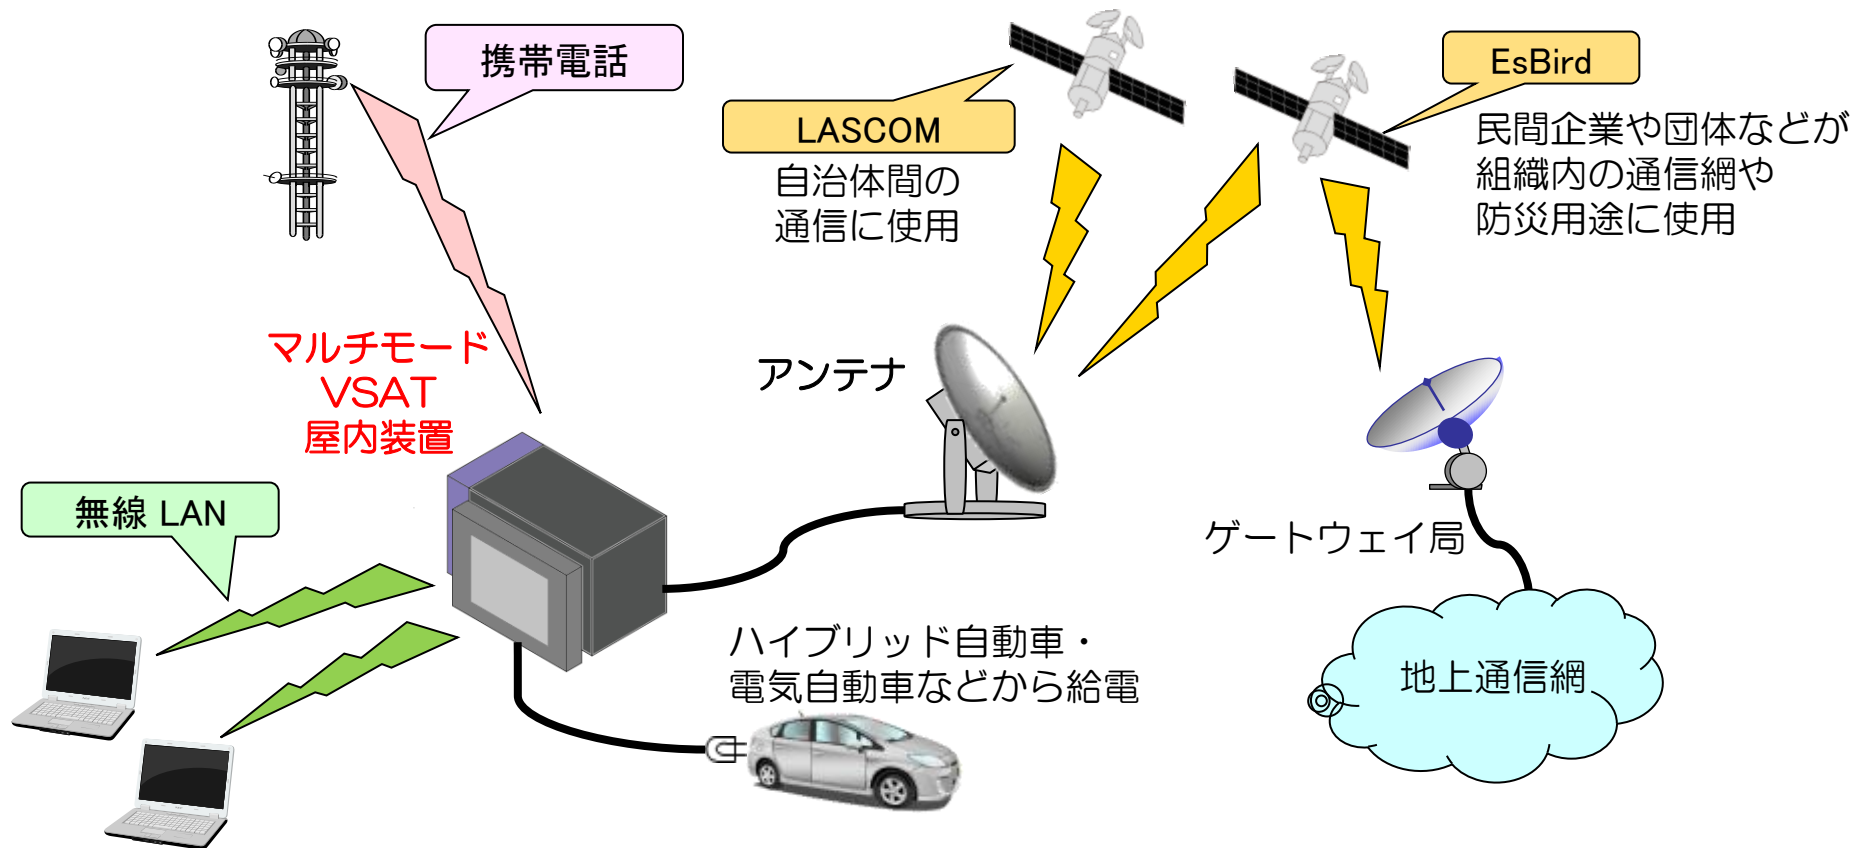 携帯電話
EsBird
LASCOM
民間企業や団体などが
組織内の通信網や
防災用途に使用
自治体間の
通信に使用
マルチモード
VSAT
屋内装置
アンテナ
無線 LAN
ゲートウェイ局
ハイブリッド自動車・
電気自動車などから給電
地上通信網